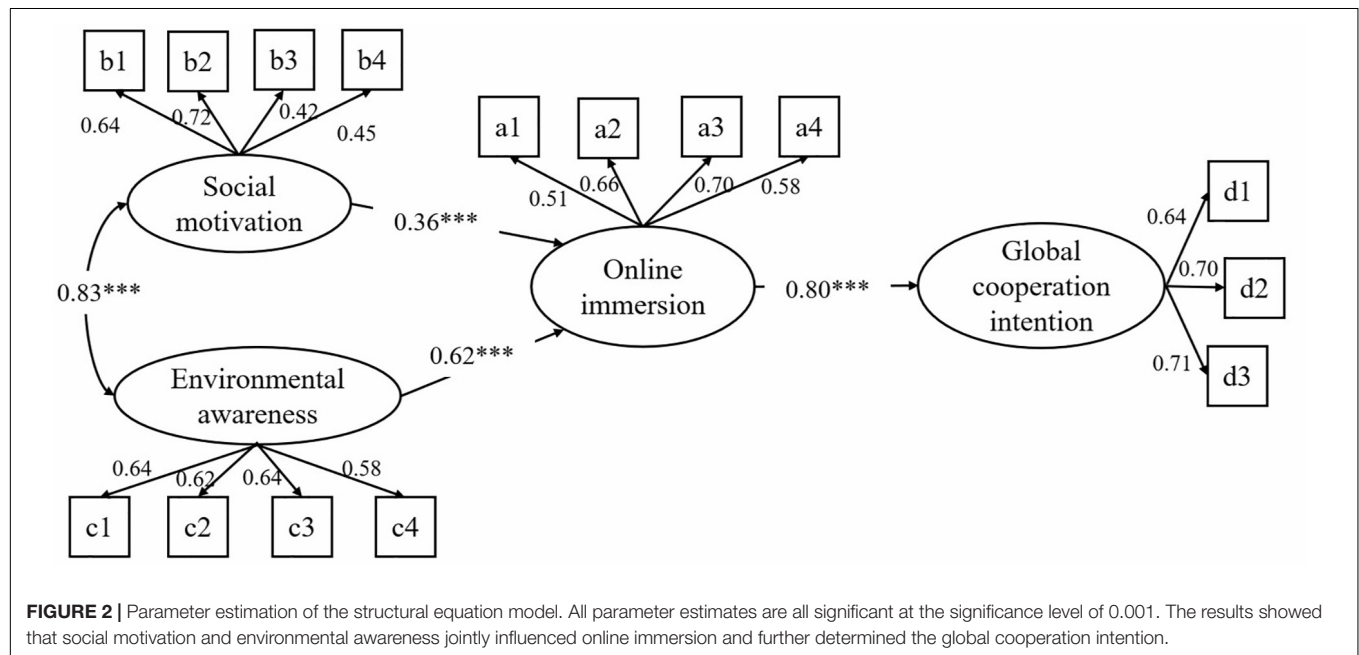 b1 b2 b3 b4
0.64 0.72 0.42 0.45
Social
motivation
0.36***
a1 a2 a3 a4
0.51 0.66 0.70 0.58
Online
immersion
0.80***
Global
cooperation
intention
0.64 d1
0.70 d2
0.71 d3
0.83***
0.62***
Environmental
awareness
0.64 0.62 0.64 0.58
c1 c2 c3 c4
FIGURE 2 | Parameter estimation of the structural equation model. All parameter estimates are all significant at the significance level of 0.001. The results showed
that social motivation and environmental awareness jointly influenced online immersion and further determined the global cooperation intention.